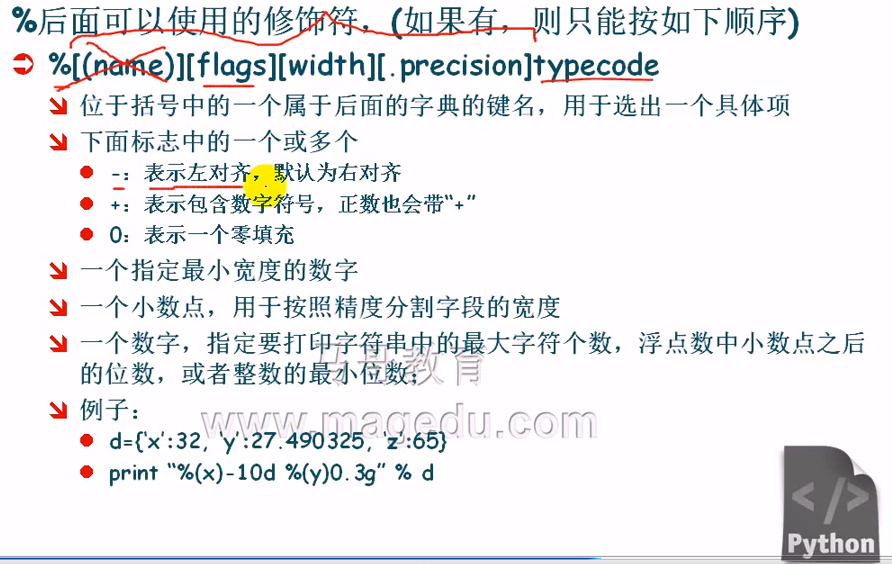 %后面可以使用的修饰符，(如果有，则只能按如下顺序)
%[(name)][flags][width][.precision]typecode
位于括号中的一个属于后面的字典的键名，用于选出一个具体项
下面标志中的一个或多个
-：表示左对齐，默认为右对齐
+：表示包含数字符号，正数也会带“+”
0：表示一个零填充
一个指定最小宽度的数字
一个小数点，用于按照精度分割字段的宽度
一个数字，指定要打印字符串中的最大字符个数，浮点数中小数点之后
的位数，或者整数的最小位数；
马哥教育
例子：
www.magedu.com
d={‘x’:32, ‘y’:27.490325, ‘z’:65}
print “%(x)-10d %(y)0.3g” % d
</>
Python